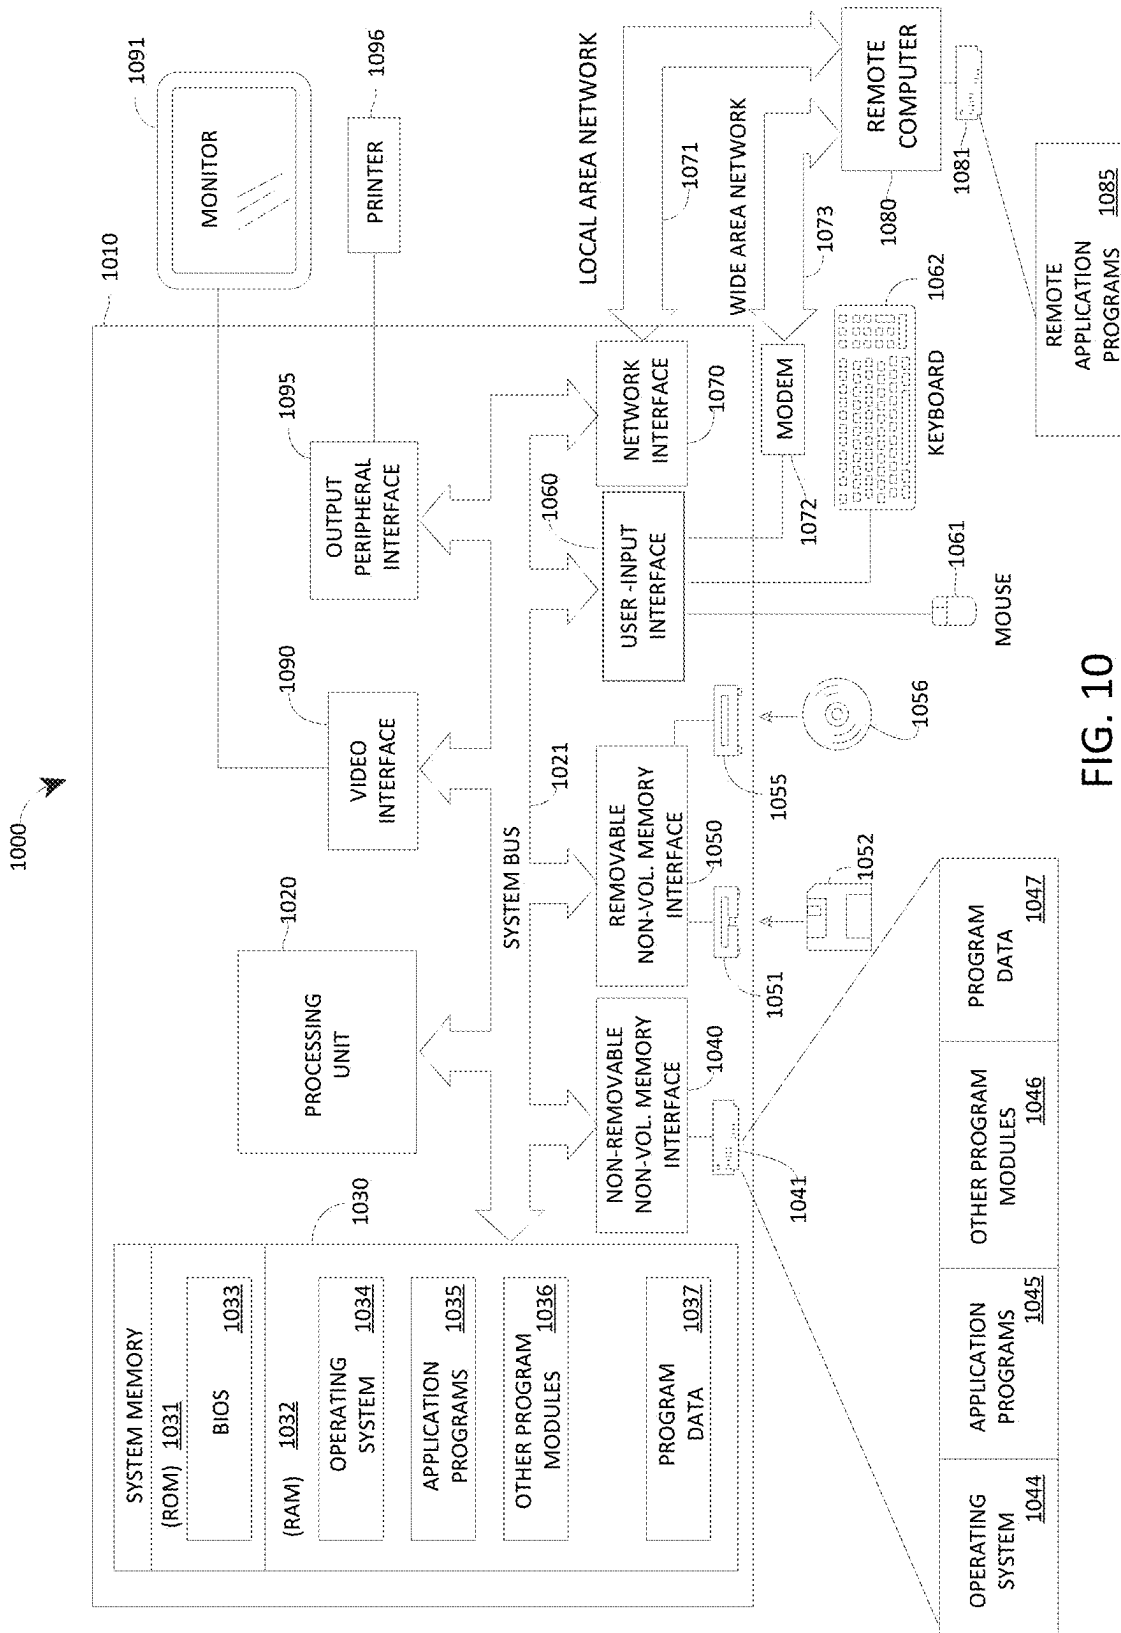 1000
1010
SYSTEM MEMORY
(ROM) 1031
BIOS
1033
(RAM) 1032
OPERATING
SYSTEM
1034
APPLICATION
PROGRAMS
1035
OTHER PROGRAM
MODULES
1036
PROGRAM
DATA
1037
1030
PROCESSING
UNIT
1020
VIDEO
INTERFACE
1090
OUTPUT
PERIPHERAL
INTERFACE
1095
MONITOR
1091
PRINTER
1096
SYSTEM BUS
1021
NON-REMOVABLE
NON-VOL. MEMORY
INTERFACE
1040
REMOVABLE
NON-VOL. MEMORY
INTERFACE
1050
USER -INPUT
INTERFACE
1060
NETWORK
INTERFACE
1070
LOCAL AREA NETWORK
1071
WIDE AREA NETWORK
1073
MODEM
1072
1041
1051
1052
1055
1056
MOUSE
1061
KEYBOARD
1062
REMOTE
COMPUTER
1080
1081
REMOTE
APPLICATION
PROGRAMS
1085
OPERATING
SYSTEM
1044
APPLICATION
PROGRAMS
1045
OTHER PROGRAM
MODULES
1046
PROGRAM
DATA
1047
FIG. 10